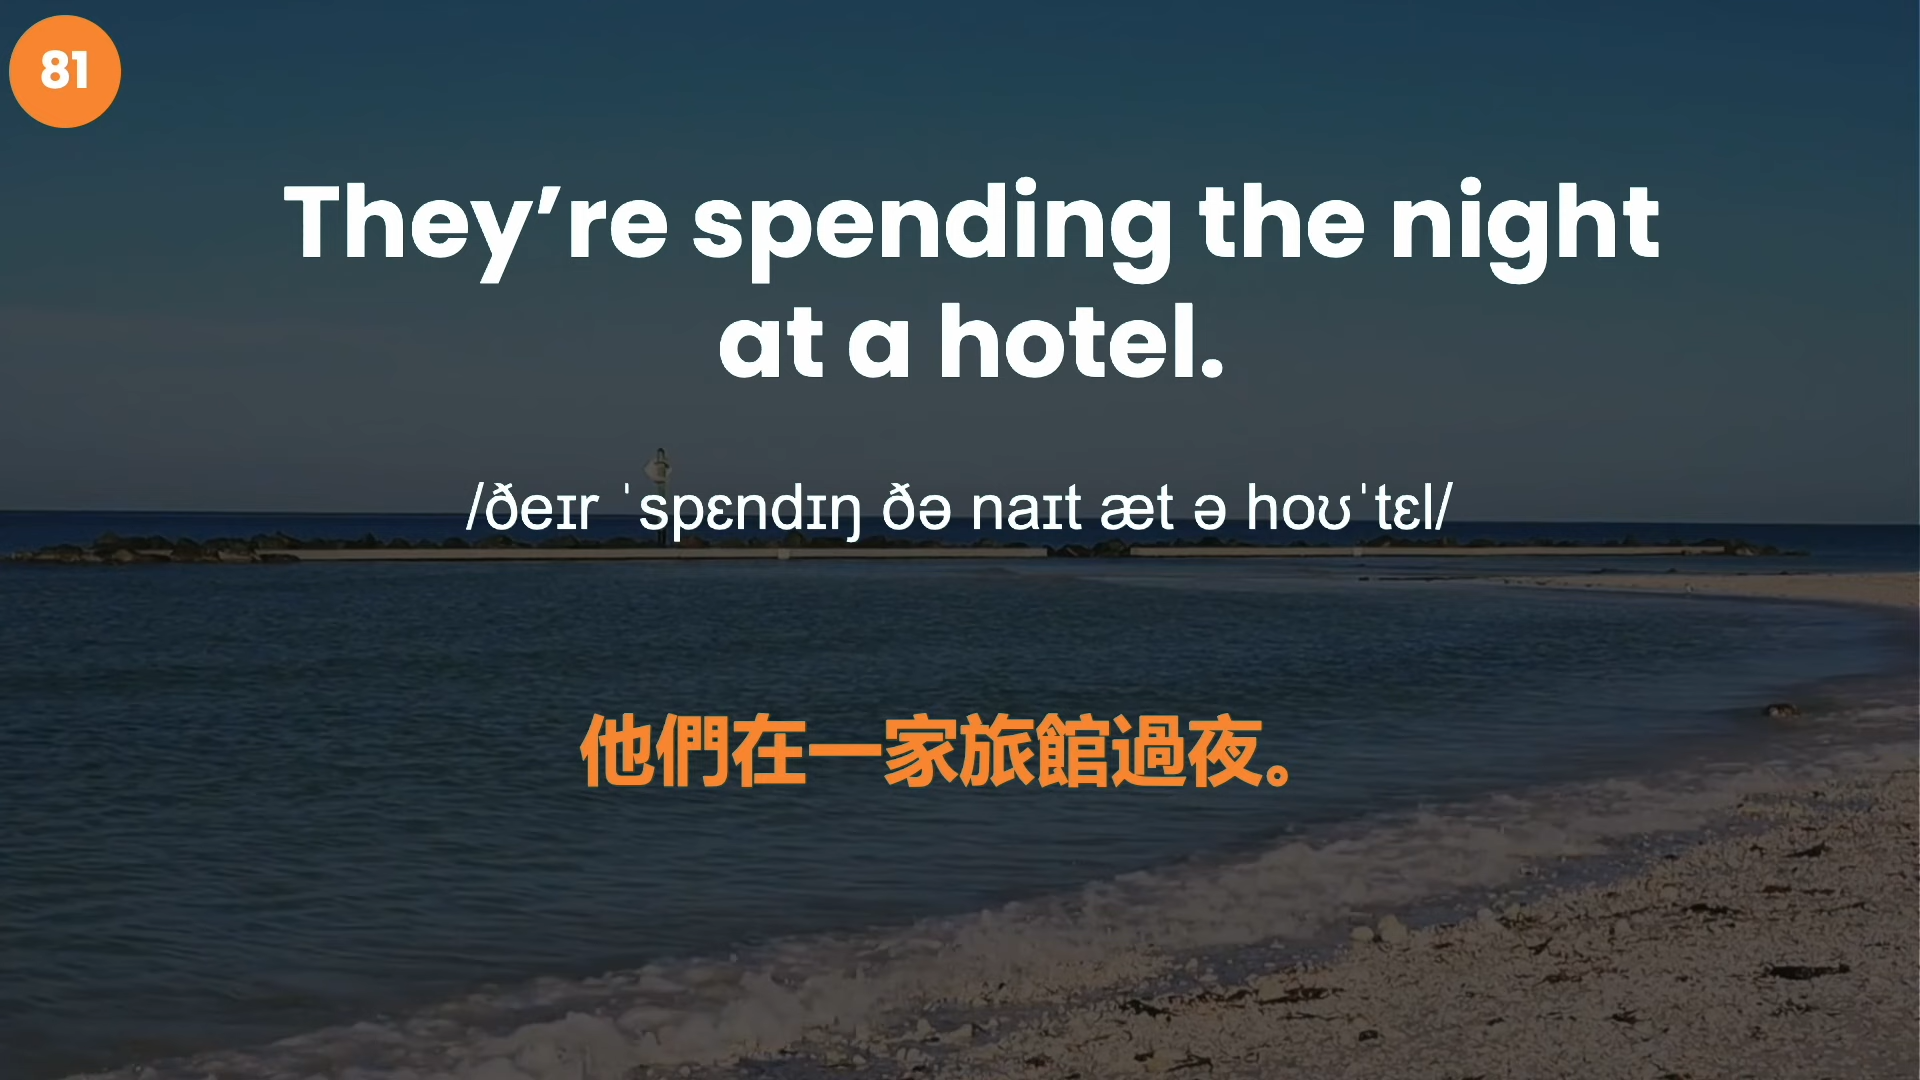 81
They’re spending the night
at a hotel.
/ðeɪr ˈspɛndɪŋ ðə naɪt æt ə hoʊˈtɛl/
他們在一家旅館過夜。